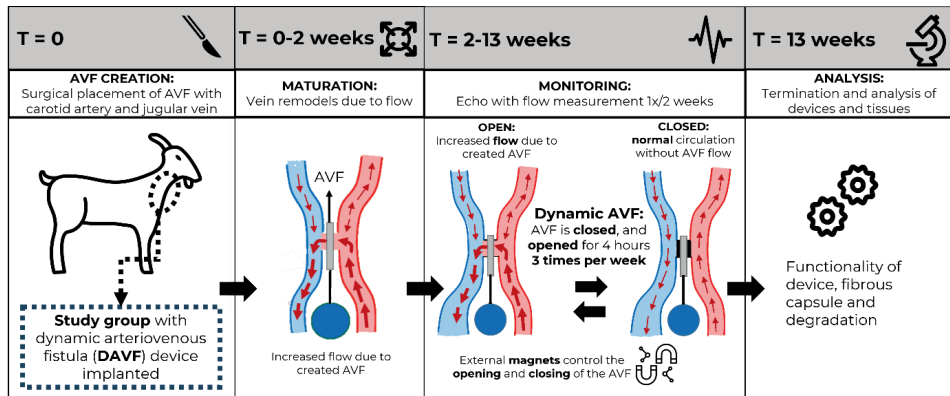 T = 0
AVF CREATION:
Surgical placement of AVF with
carotid artery and jugular vein
Study group with
dynamic arteriovenous
fistula (DAVF) device
implanted
T = 0-2 weeks
MATURATION:
Vein remodels due to flow
AVF
Increased flow due to
created AVF
T = 2-13 weeks
MONITORING:
Echo with flow measurement 1x/2 weeks
OPEN:
Increased flow due to
created AVF
CLOSED:
normal circulation
without AVF flow
Dynamic AVF:
AVF is closed, and
opened for 4 hours
3 times per week
External magnets control the
opening and closing of the AVF
T = 13 weeks
ANALYSIS:
Termination and analysis of
devices and tissues
Functionality of
device, fibrous
capsule and
degradation